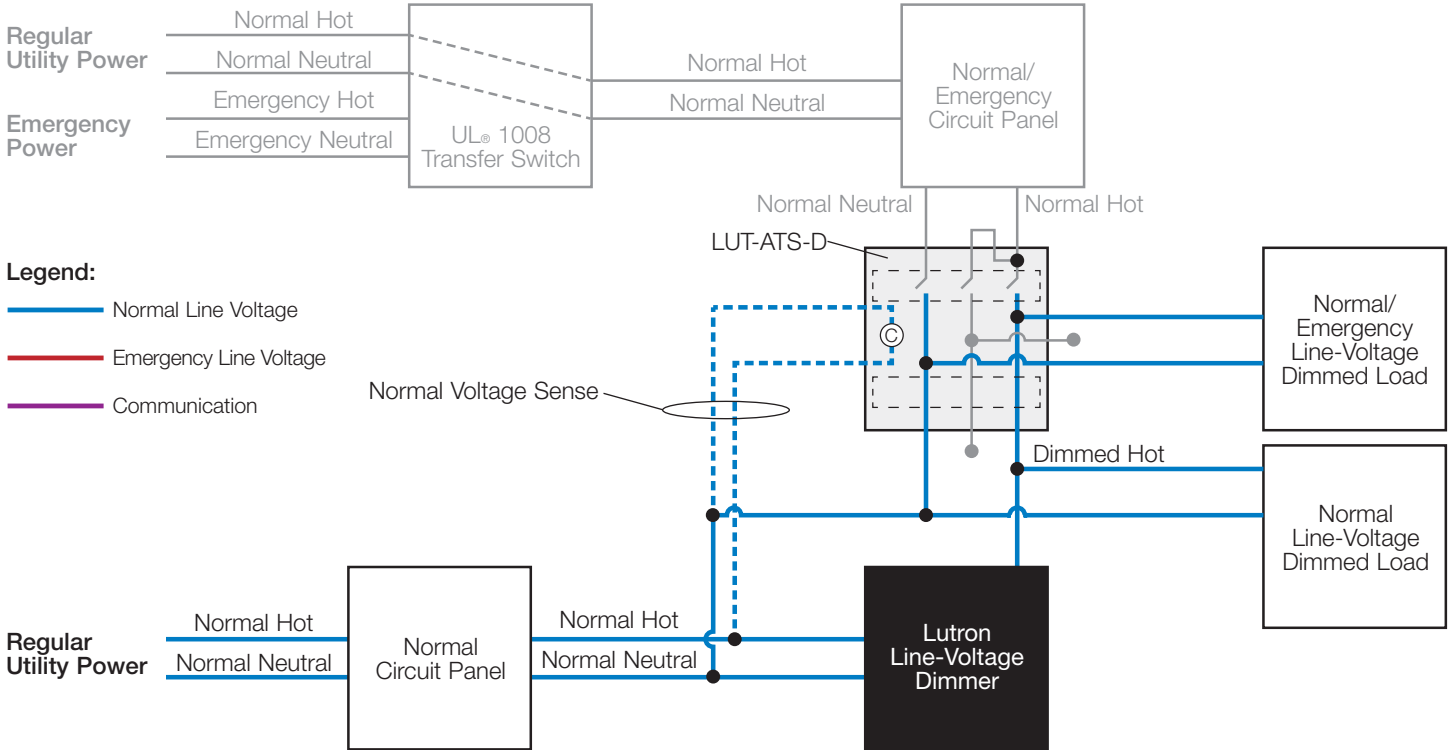 Regular
Utility Power
Normal Hot
Normal Neutral
Emergency
Power
Emergency Hot
Emergency Neutral
UL® 1008
Transfer Switch
Normal Hot
Normal Neutral
Normal/
Emergency
Circuit Panel
Normal Neutral
Normal Hot
LUT-ATS-D
Legend:
Normal Line Voltage
Emergency Line Voltage
Communication
C
Normal Voltage Sense
Normal/
Emergency
Line-Voltage
Dimmed Load
Dimmed Hot
Normal
Line-Voltage
Dimmed Load
Regular
Utility Power
Normal Hot
Normal Neutral
Normal
Circuit Panel
Normal Hot
Normal Neutral
Lutron
Line-Voltage
Dimmer